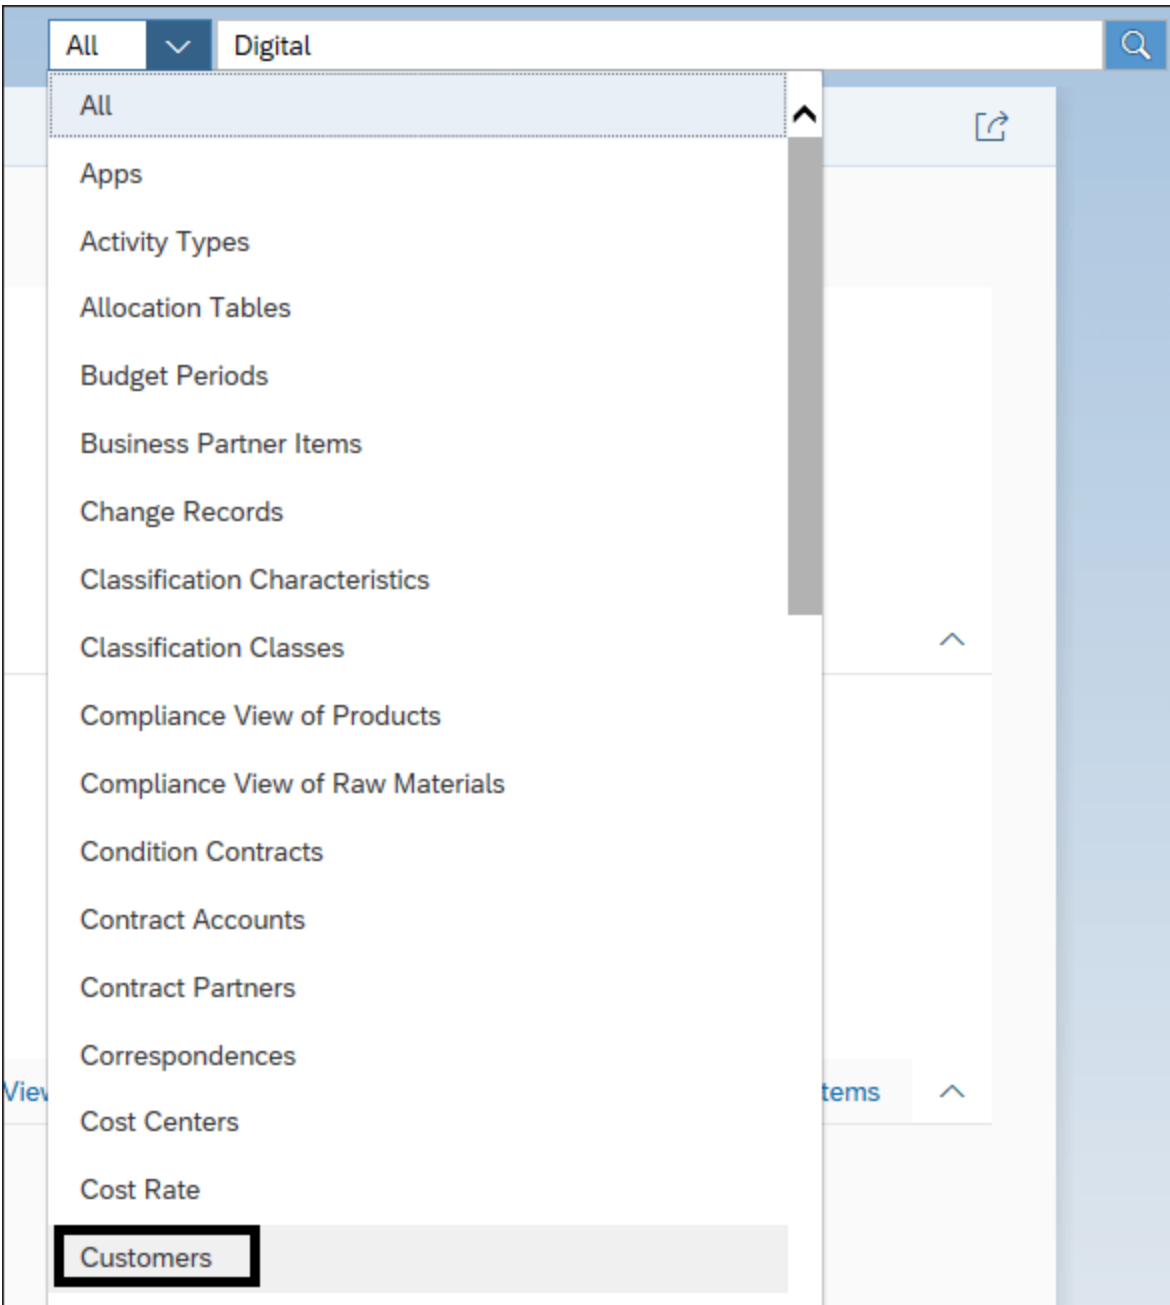 All Digital
All
Apps
Activity Types
Allocation Tables
Budget Periods
Business Partner Items
Change Records
Classification Characteristics
Classification Classes
Compliance View of Products
Compliance View of Raw Materials
Condition Contracts
Contract Accounts
Contract Partners
Correspondences
Cost Centers
Cost Rate
Customers